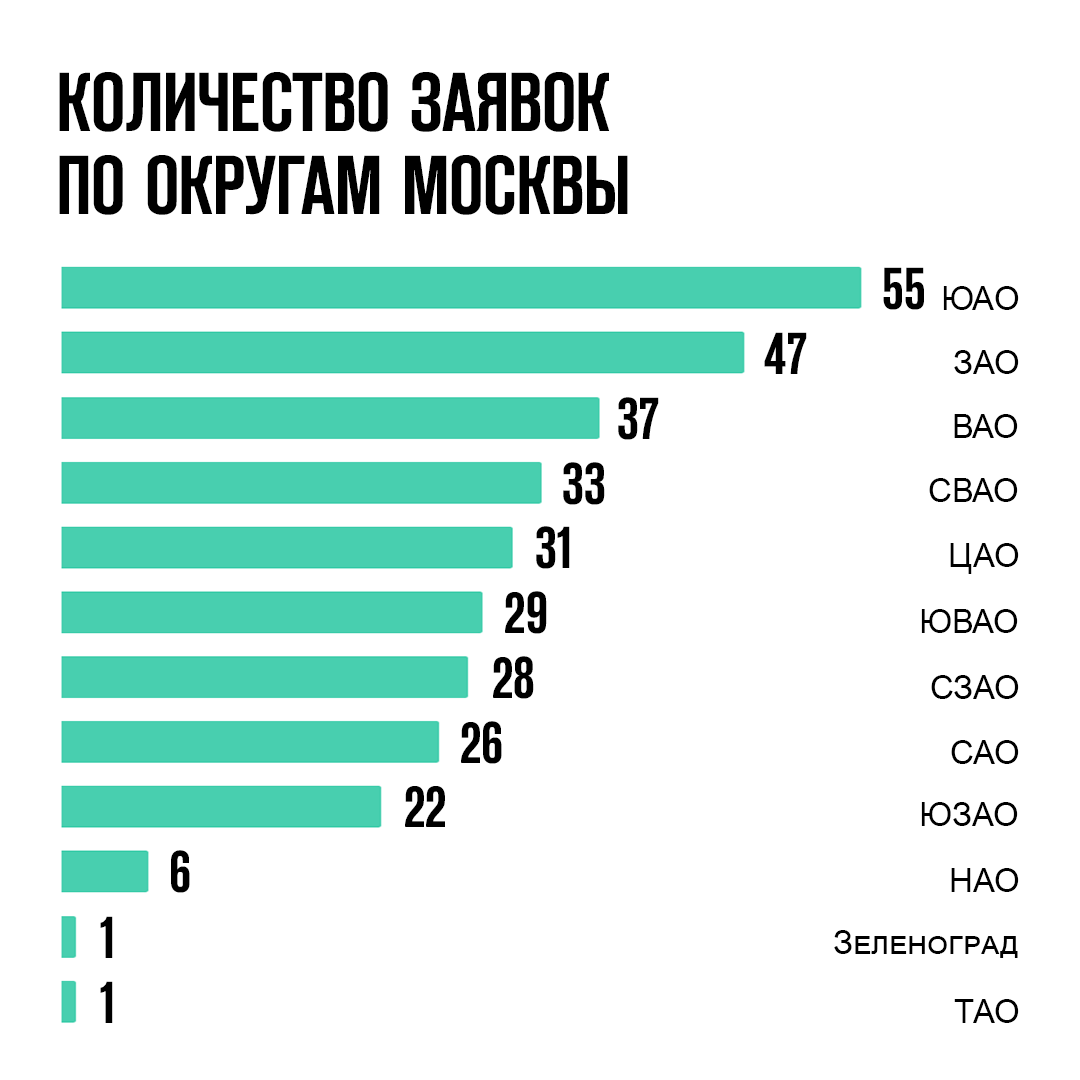 КОЛИЧЕСТВО ЗАЯВОК
ПО ОКРУГАМ МОСКВЫ
55 ЮАО
47 ЗАО
37 ВАО
33 СВАО
31 ЦАО
29 ЮВАО
28 СЗАО
26 САО
22 ЮЗАО
6 НАО
1 Зеленоград
1 ТАО